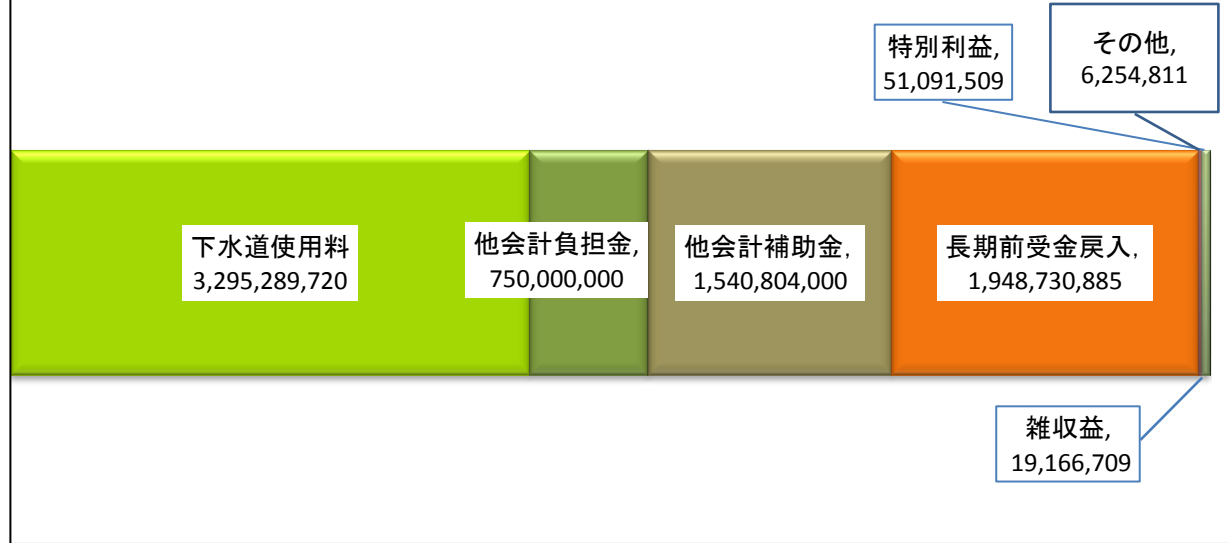 特別利益,
51,091,509
その他,
6,254,811
下水道使用料
3,295,289,720
他会計負担金,
750,000,000
他会計補助金,
1,540,804,000
長期前受金戻入,
1,948,730,885
雑収益,
19,166,709